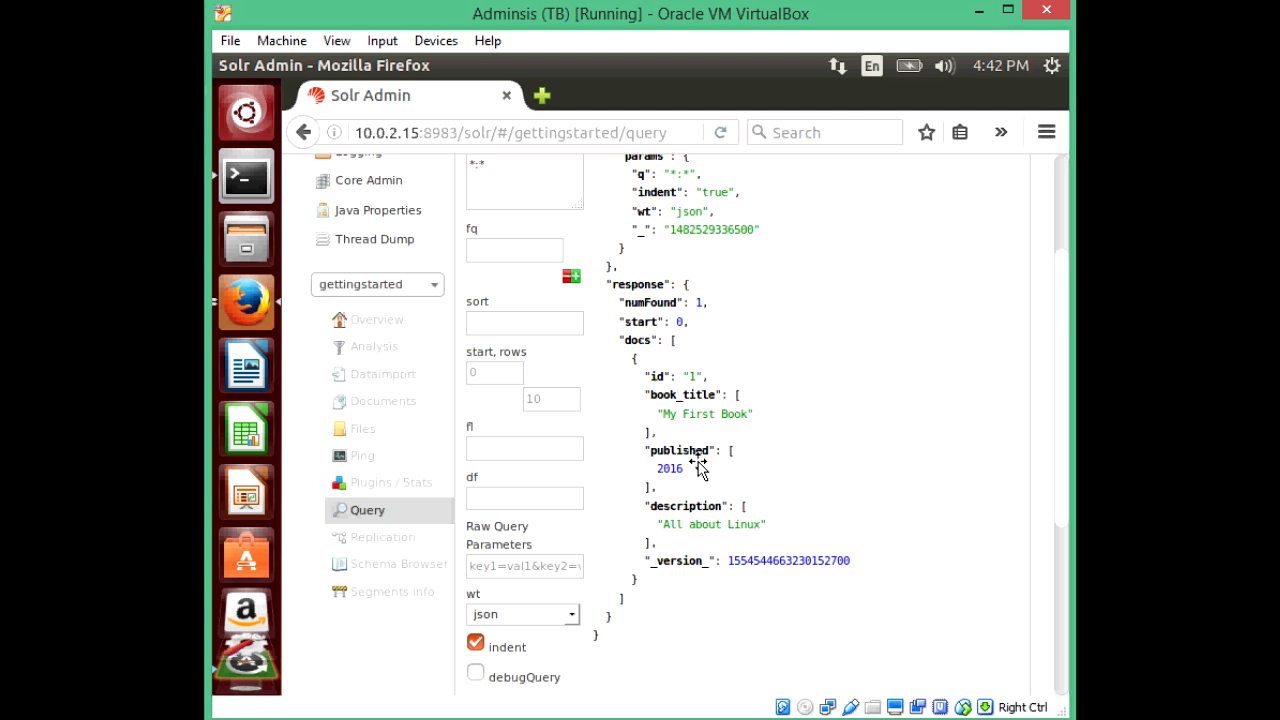 Adminsis (TB) [Running] - Oracle VM VirtualBox
File Machine View Input Devices Help
Solr Admin - Mozilla Firefox
En
4:42 PM
Solr Admin
10.0.2.15:8983/solr/#/gettingstarted/query
Search
Logging
Core Admin
Java Properties
Thread Dump
gettingstarted
Overview
Analysis
Dataimport
Documents
Files
Ping
Plugins / Stats
Query
Replication
Schema Browser
Segments info
*:*
fq
sort
start, rows
0
10
fl
df
Raw Query
Parameters
key1=val1&key2=v
wt
json
indent
debugQuery
"params": {
"q": "*:*",
"indent": "true",
"wt": "json",
"_": "1482529336500"
}
},
"response": {
"numFound": 1,
"start": 0,
"docs": [
{
"id": "1",
"book_title": [
"My First Book"
],
"published": [
2016
],
"description": [
"All about Linux"
],
"_version_": 1554544663230152700
}
]
}
}
Right Ctrl